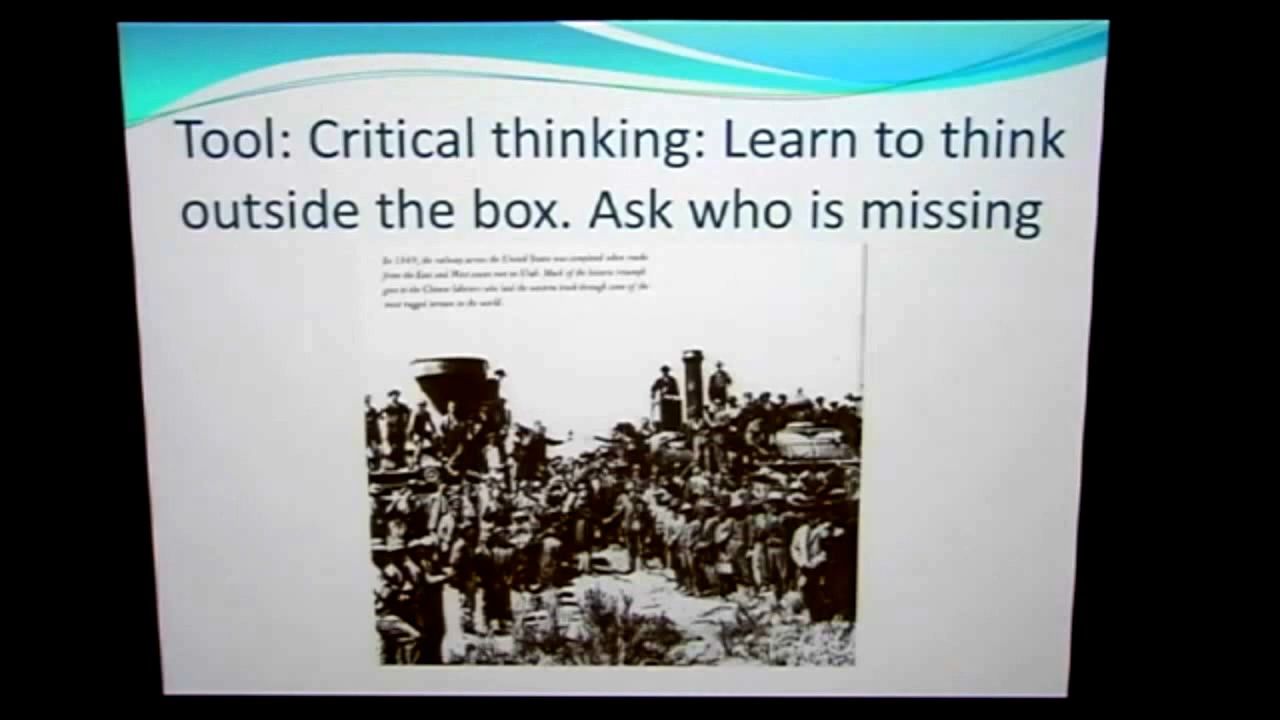 Tool: Critical thinking: Learn to think
outside the box. Ask who is missing
In 1869, the railway across the United States was completed when tracks
from the East and West coasts met in Utah. Much of the historic triumph
goes to the Chinese laborers who laid the western track through some of the
most rugged terrain in the world.